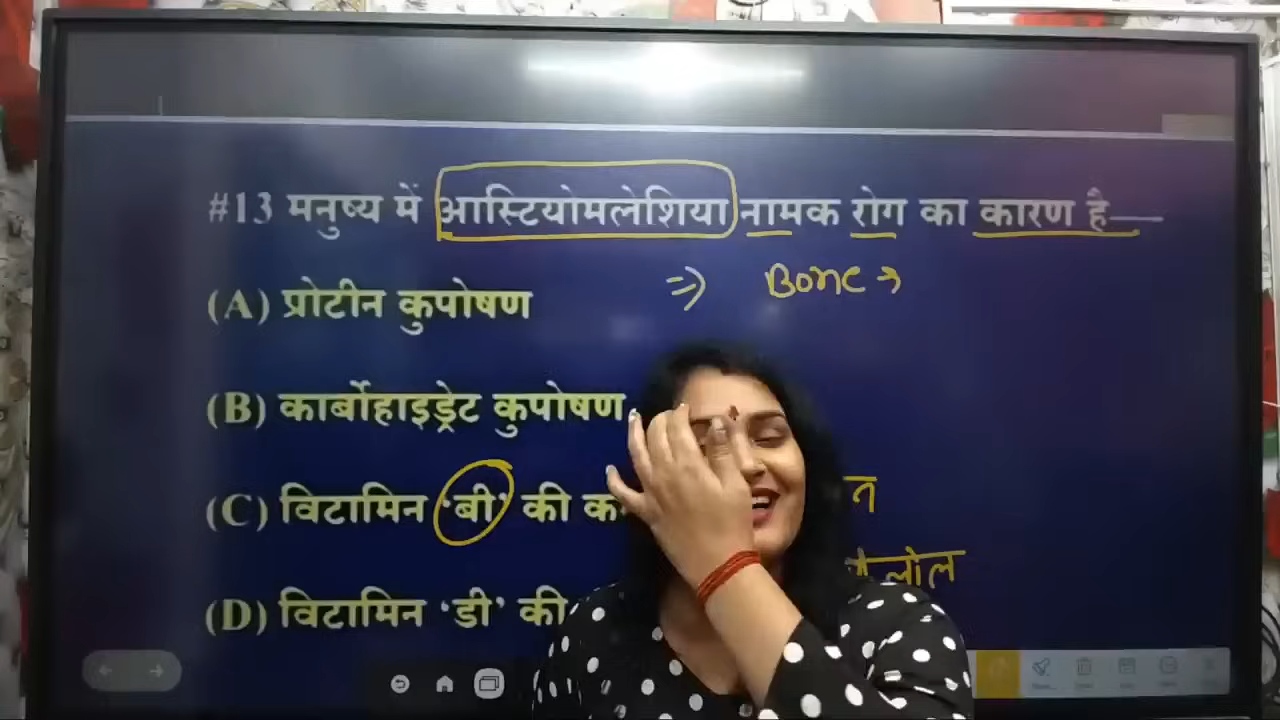 #13 मनुष्य में आस्टियोमलेशिया नामक रोग का कारण है—
⇒ Bone →
(A) प्रोटीन कुपोषण
(B) कार्बोहाइड्रेट कुपोषण
(C) विटामिन ‘बी’ की
(D) विटामिन ‘डी’ की